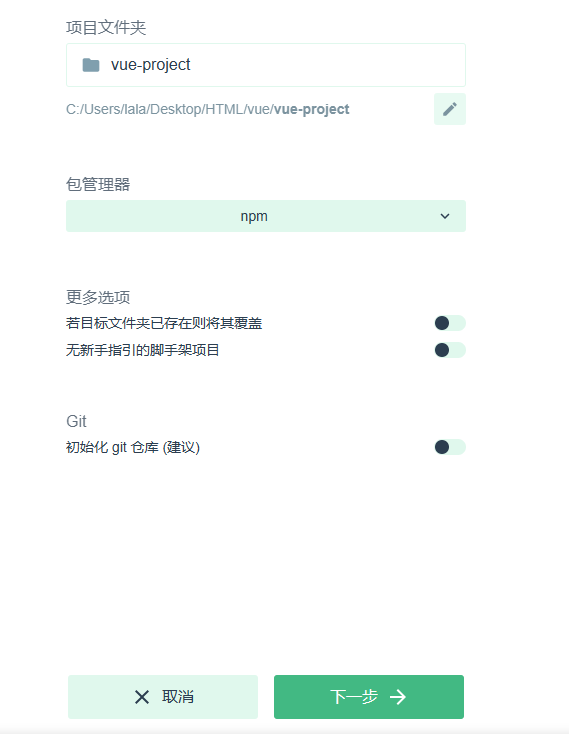 项目文件夹
vue-project
C:/Users/lala/Desktop/HTML/vue/vue-project
包管理器
npm
更多选项
若目标文件夹已存在则将其覆盖
无新手指引的脚手架项目
Git
初始化 git 仓库 (建议)
取消
下一步